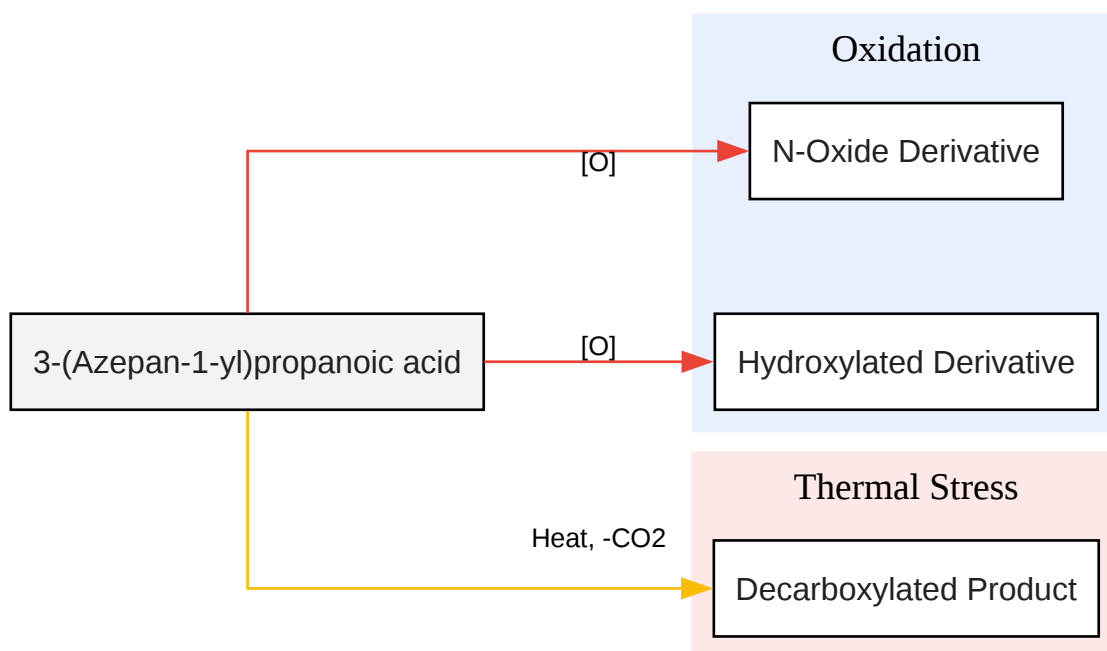 Oxidation
N-Oxide Derivative
[O]
3-(Azepan-1-yl)propanoic acid
[O]
Hydroxylated Derivative
Thermal Stress
Heat, -CO2
Decarboxylated Product